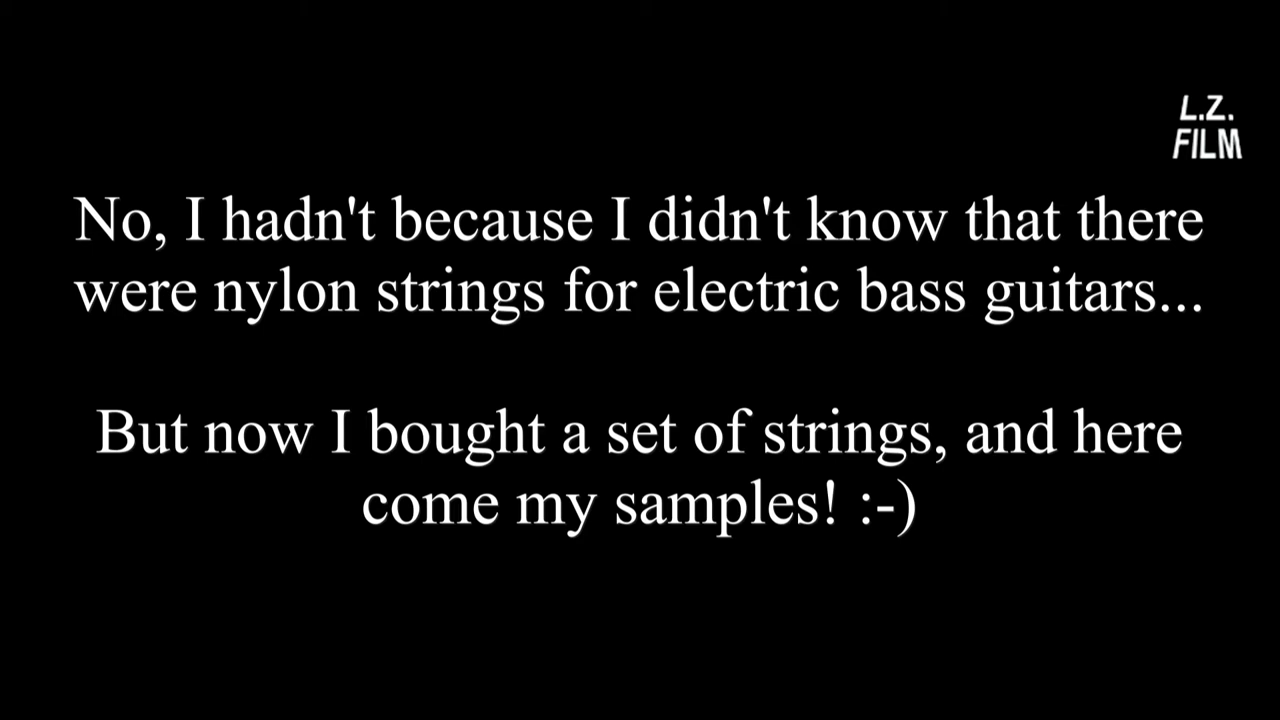 L.Z.
FILM
No, I hadn't because I didn't know that there
were nylon strings for electric bass guitars...
But now I bought a set of strings, and here
come my samples! :-)